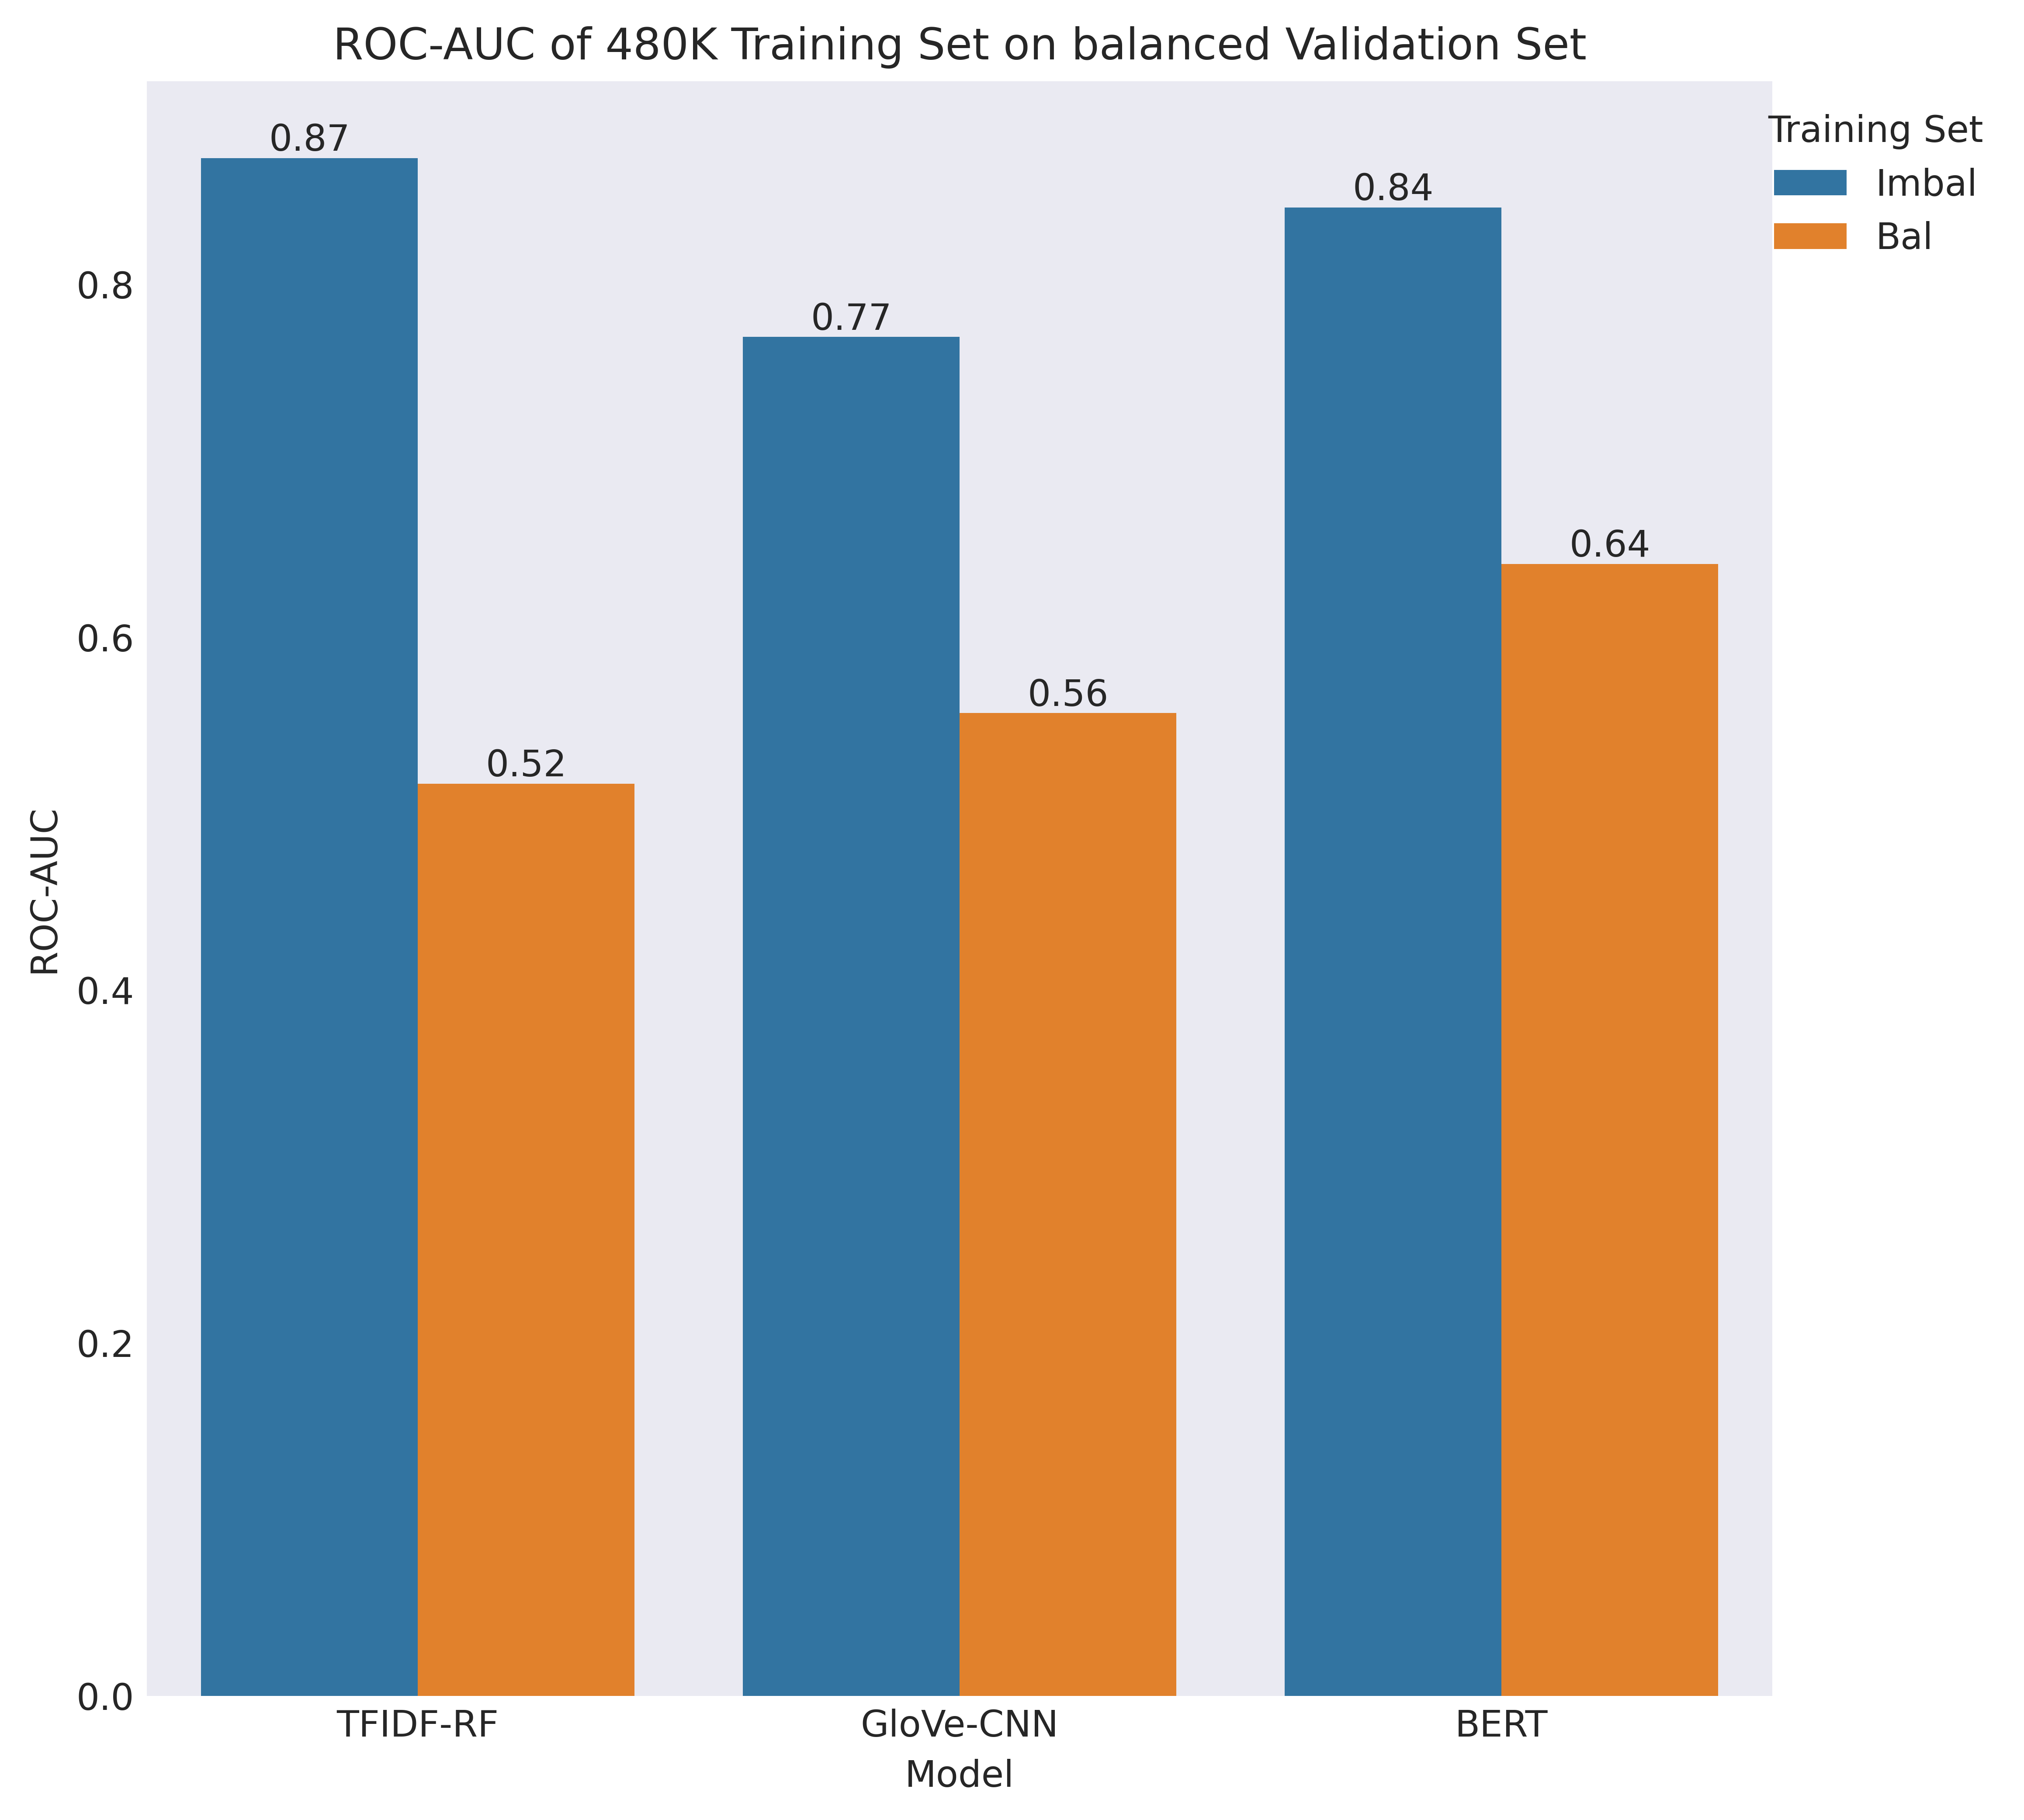 ROC-AUC of 480K Training Set on balanced Validation Set
Training Set
Imbal
Bal
0.87
0.52
0.77
0.56
0.84
0.64
ROC-AUC
0.8
0.6
0.4
0.2
0.0
TFIDF-RF
GloVe-CNN
BERT
Model